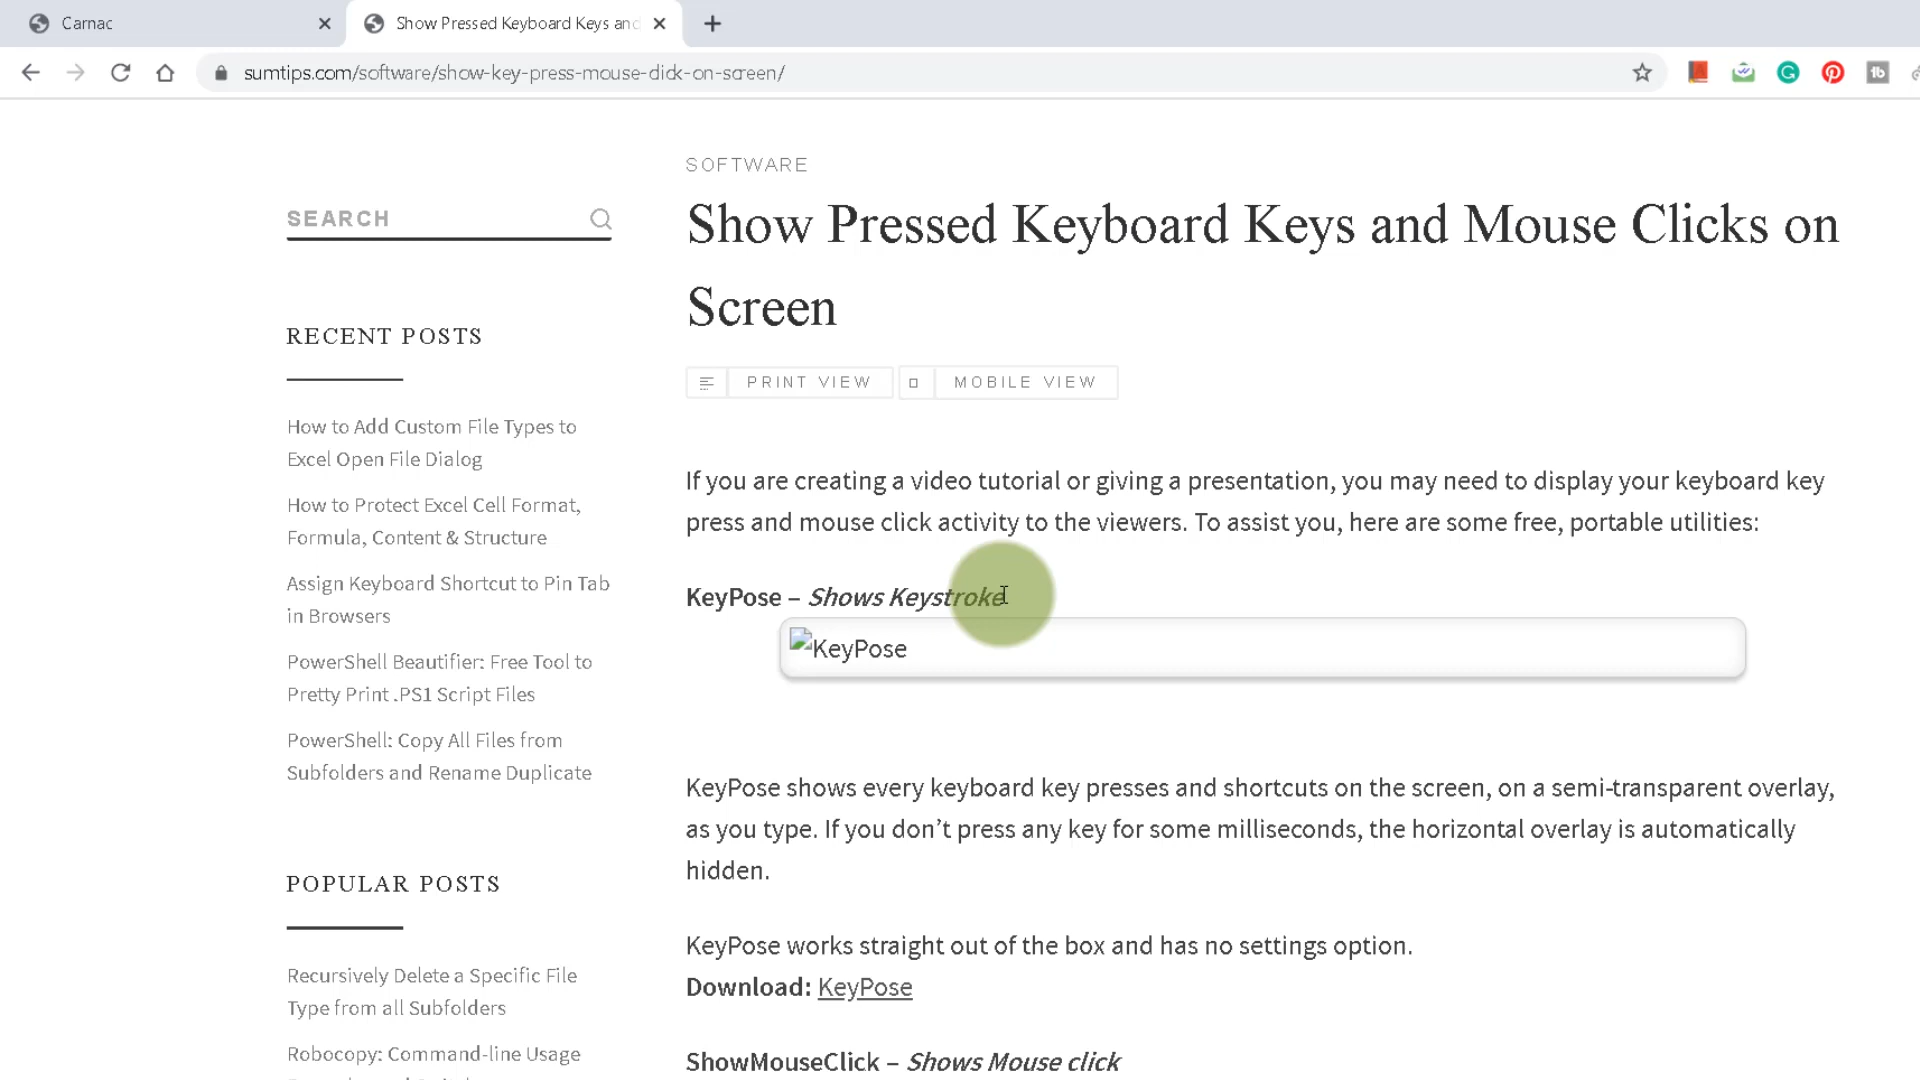 Carnac
Show Pressed Keyboard Keys and
sumtips.com/software/show-key-press-mouse-click-on-screen/
SOFTWARE
Show Pressed Keyboard Keys and Mouse Clicks on
Screen
PRINT VIEW
MOBILE VIEW
SEARCH
RECENT POSTS
How to Add Custom File Types to
Excel Open File Dialog
How to Protect Excel Cell Format,
Formula, Content & Structure
Assign Keyboard Shortcut to Pin Tab
in Browsers
PowerShell Beautifier: Free Tool to
Pretty Print .PS1 Script Files
PowerShell: Copy All Files from
Subfolders and Rename Duplicate
POPULAR POSTS
Recursively Delete a Specific File
Type from all Subfolders
Robocopy: Command-line Usage
If you are creating a video tutorial or giving a presentation, you may need to display your keyboard key
press and mouse click activity to the viewers. To assist you, here are some free, portable utilities:
KeyPose – Shows Keystroke
KeyPose
KeyPose shows every keyboard key presses and shortcuts on the screen, on a semi-transparent overlay,
as you type. If you don’t press any key for some milliseconds, the horizontal overlay is automatically
hidden.
KeyPose works straight out of the box and has no settings option.
Download: KeyPose
ShowMouseClick – Shows Mouse click